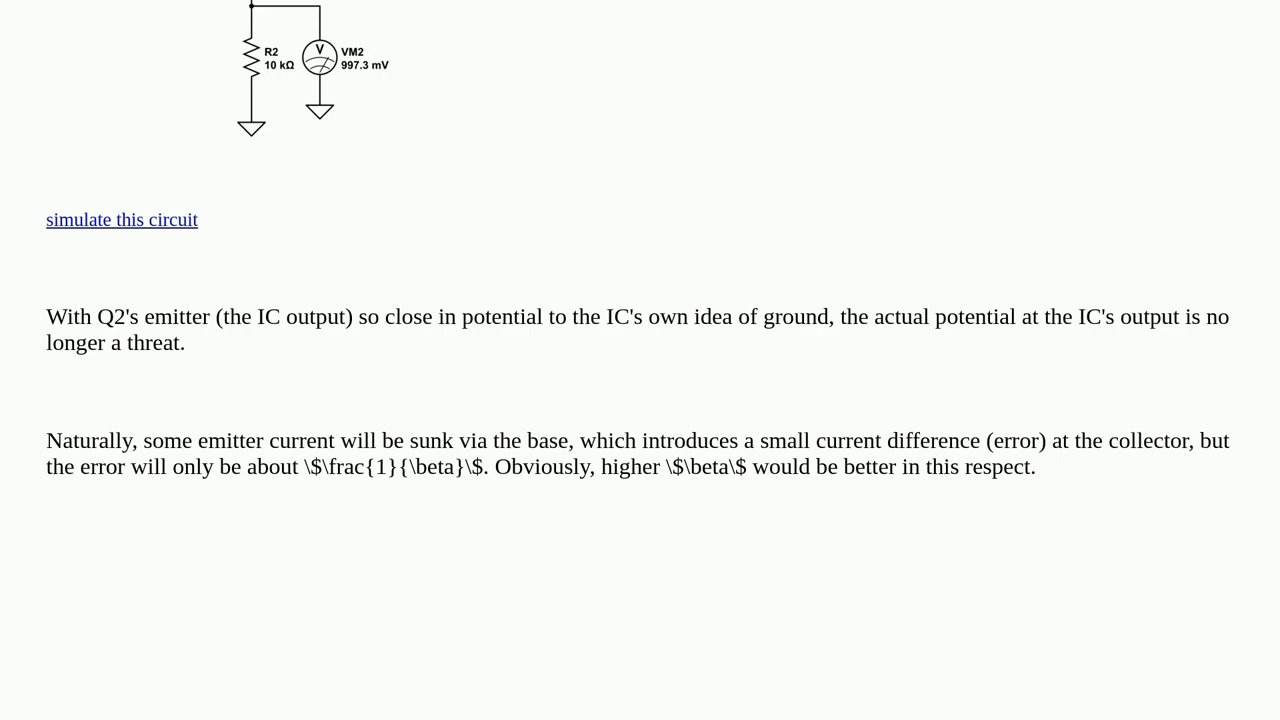 R2
10 kΩ
V
VM2
997.3 mV
simulate this circuit
With Q2's emitter (the IC output) so close in potential to the IC's own idea of ground, the actual potential at the IC's output is no
longer a threat.
Naturally, some emitter current will be sunk via the base, which introduces a small current difference (error) at the collector, but
the error will only be about \$\frac{1}{\beta}\$. Obviously, higher \$\beta\$ would be better in this respect.